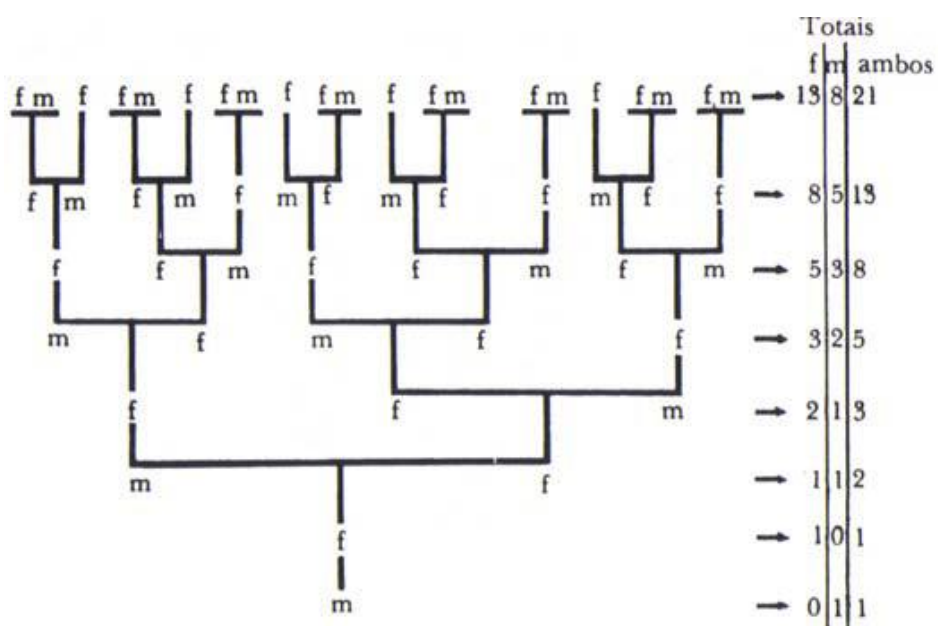 Totais
f m ambos
f m f f m f f m f f m f f m f m f f m f m 13 8 21
f m f m f m f m f f m f f 8 5 13
f f m f f m f m 5 3 8
m f m f f 3 2 5
f f m 2 1 3
m f 1 1 2
f 1 0 1
m 0 1 1